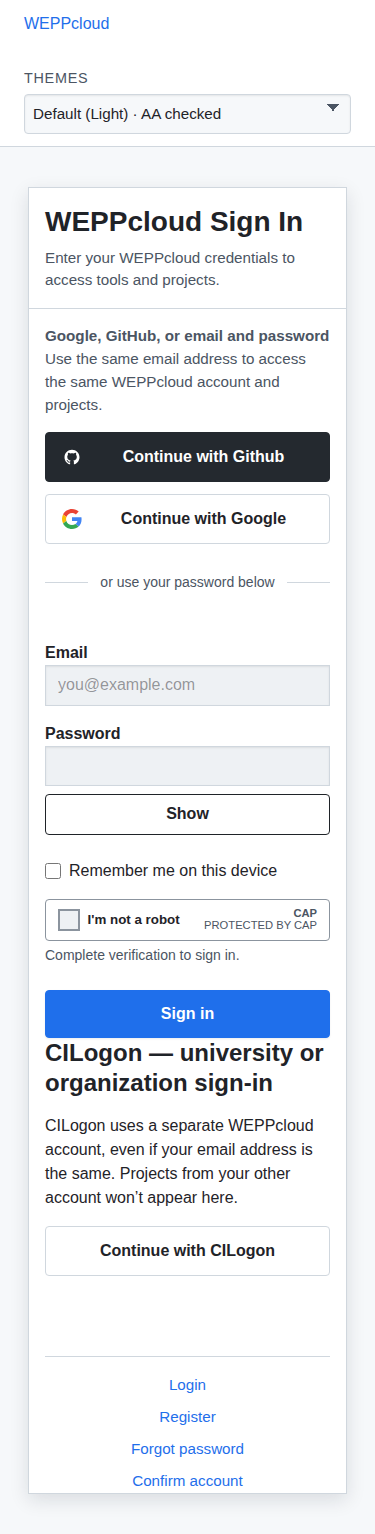 WEPPcloud
THEMES
Default (Light) · AA checked
WEPPcloud Sign In
Enter your WEPPcloud credentials to
access tools and projects.
Google, GitHub, or email and password
Use the same email address to access
the same WEPPcloud account and
projects.
Continue with Github
Continue with Google
or use your password below
Email
you@example.com
Password
Show
Remember me on this device
I'm not a robot
CAP
PROTECTED BY CAP
Complete verification to sign in.
Sign in
CILogon — university or
organization sign-in
CILogon uses a separate WEPPcloud
account, even if your email address is
the same. Projects from your other
account won’t appear here.
Continue with CILogon
Login
Register
Forgot password
Confirm account